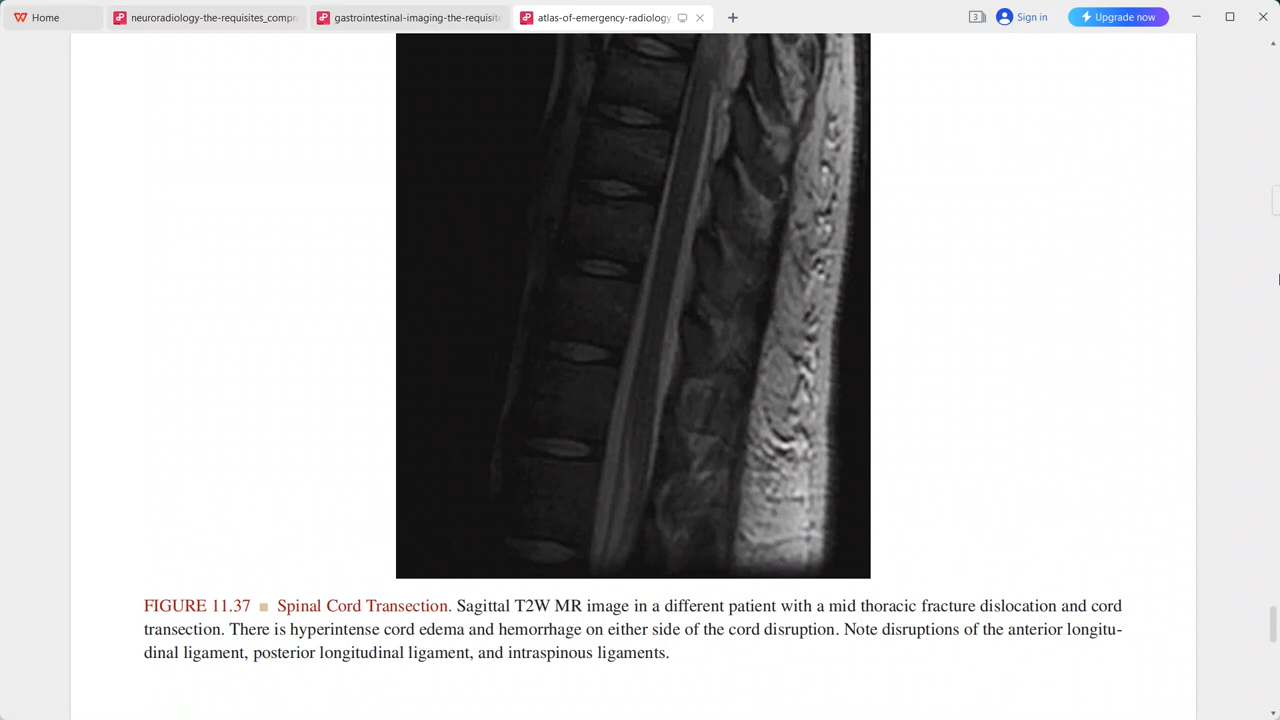 Home
neuroradiology-the-requisites_compr
gastrointestinal-imaging-the-requisite
atlas-of-emergency-radiology
3
Sign in
Upgrade now
FIGURE 11.37 ■ Spinal Cord Transection. Sagittal T2W MR image in a different patient with a mid thoracic fracture dislocation and cord
transection. There is hyperintense cord edema and hemorrhage on either side of the cord disruption. Note disruptions of the anterior longitu-
dinal ligament, posterior longitudinal ligament, and intraspinous ligaments.